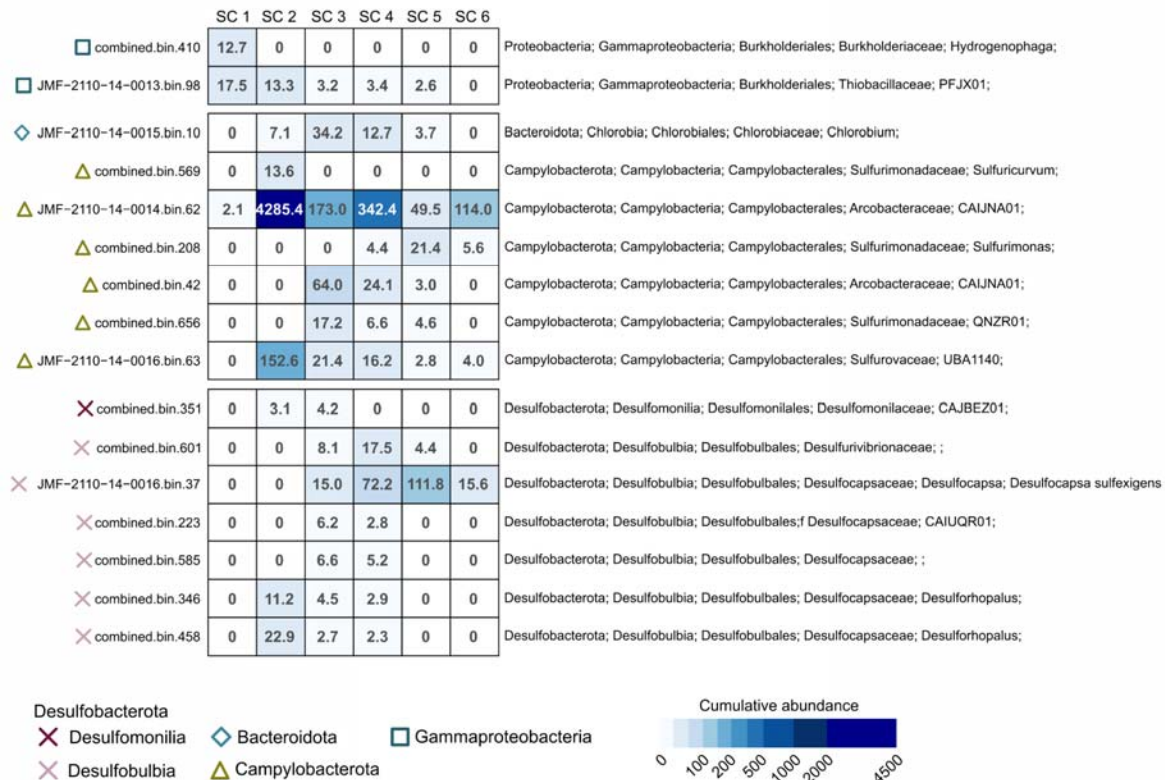 SC 1 SC 2 SC 3 SC 4 SC 5 SC 6
combined.bin.410 12.7 0 0 0 0 0 Proteobacteria; Gammaproteobacteria; Burkholderiales; Burkholderiaceae; Hydrogenophaga;
JMF-2110-14-0013.bin.98 17.5 13.3 3.2 3.4 2.6 0 Proteobacteria; Gammaproteobacteria; Burkholderiales; Thiobacillaceae; PFJX01;
JMF-2110-14-0015.bin.10 0 7.1 34.2 12.7 3.7 0 Bacteroidota; Chlorobia; Chlorobiales; Chlorobiaceae; Chlorobium;
combined.bin.569 0 13.6 0 0 0 0 Campylobacterota; Campylobacteria; Campylobacterales; Sulfurimonadaceae; Sulfuricurvum;
JMF-2110-14-0014.bin.62 2.1 4285.4 173.0 342.4 49.5 114.0 Campylobacterota; Campylobacteria; Campylobacterales; Arcobacteraceae; CAIJNA01;
combined.bin.208 0 0 0 4.4 21.4 5.6 Campylobacterota; Campylobacteria; Campylobacterales; Sulfurimonadaceae; Sulfurimonas;
combined.bin.42 0 0 64.0 24.1 3.0 0 Campylobacterota; Campylobacteria; Campylobacterales; Arcobacteraceae; CAIJNA01;
combined.bin.656 0 0 17.2 6.6 4.6 0 Campylobacterota; Campylobacteria; Campylobacterales; Sulfurimonadaceae; QNZR01;
JMF-2110-14-0016.bin.63 0 152.6 21.4 16.2 2.8 4.0 Campylobacterota; Campylobacteria; Campylobacterales; Sulfurovaceae; UBA1140;
combined.bin.351 0 3.1 4.2 0 0 0 Desulfobacterota; Desulfomonilia; Desulfomonilales; Desulfomonilaceae; CAJBEZ01;
combined.bin.601 0 0 8.1 17.5 4.4 0 Desulfobacterota; Desulfobulbia; Desulfobulbales; Desulfurivibrionaceae; ;
JMF-2110-14-0016.bin.37 0 0 15.0 72.2 111.8 15.6 Desulfobacterota; Desulfobulbia; Desulfobulbales; Desulfocapsaceae; Desulfocapsa; Desulfocapsa sulfexigens
combined.bin.223 0 0 6.2 2.8 0 0 Desulfobacterota; Desulfobulbia; Desulfobulbales;f Desulfocapsaceae; CAIUQR01;
combined.bin.585 0 0 6.6 5.2 0 0 Desulfobacterota; Desulfobulbia; Desulfobulbales; Desulfocapsaceae; ;
combined.bin.346 0 11.2 4.5 2.9 0 0 Desulfobacterota; Desulfobulbia; Desulfobulbales; Desulfocapsaceae; Desulforhopalus;
combined.bin.458 0 22.9 2.7 2.3 0 0 Desulfobacterota; Desulfobulbia; Desulfobulbales; Desulfocapsaceae; Desulforhopalus;
Desulfobacterota
Desulfomonilia Bacteroidota Gammaproteobacteria
Desulfobulbia Campylobacterota
Cumulative abundance
0 100 200 500 1000 2000 4500